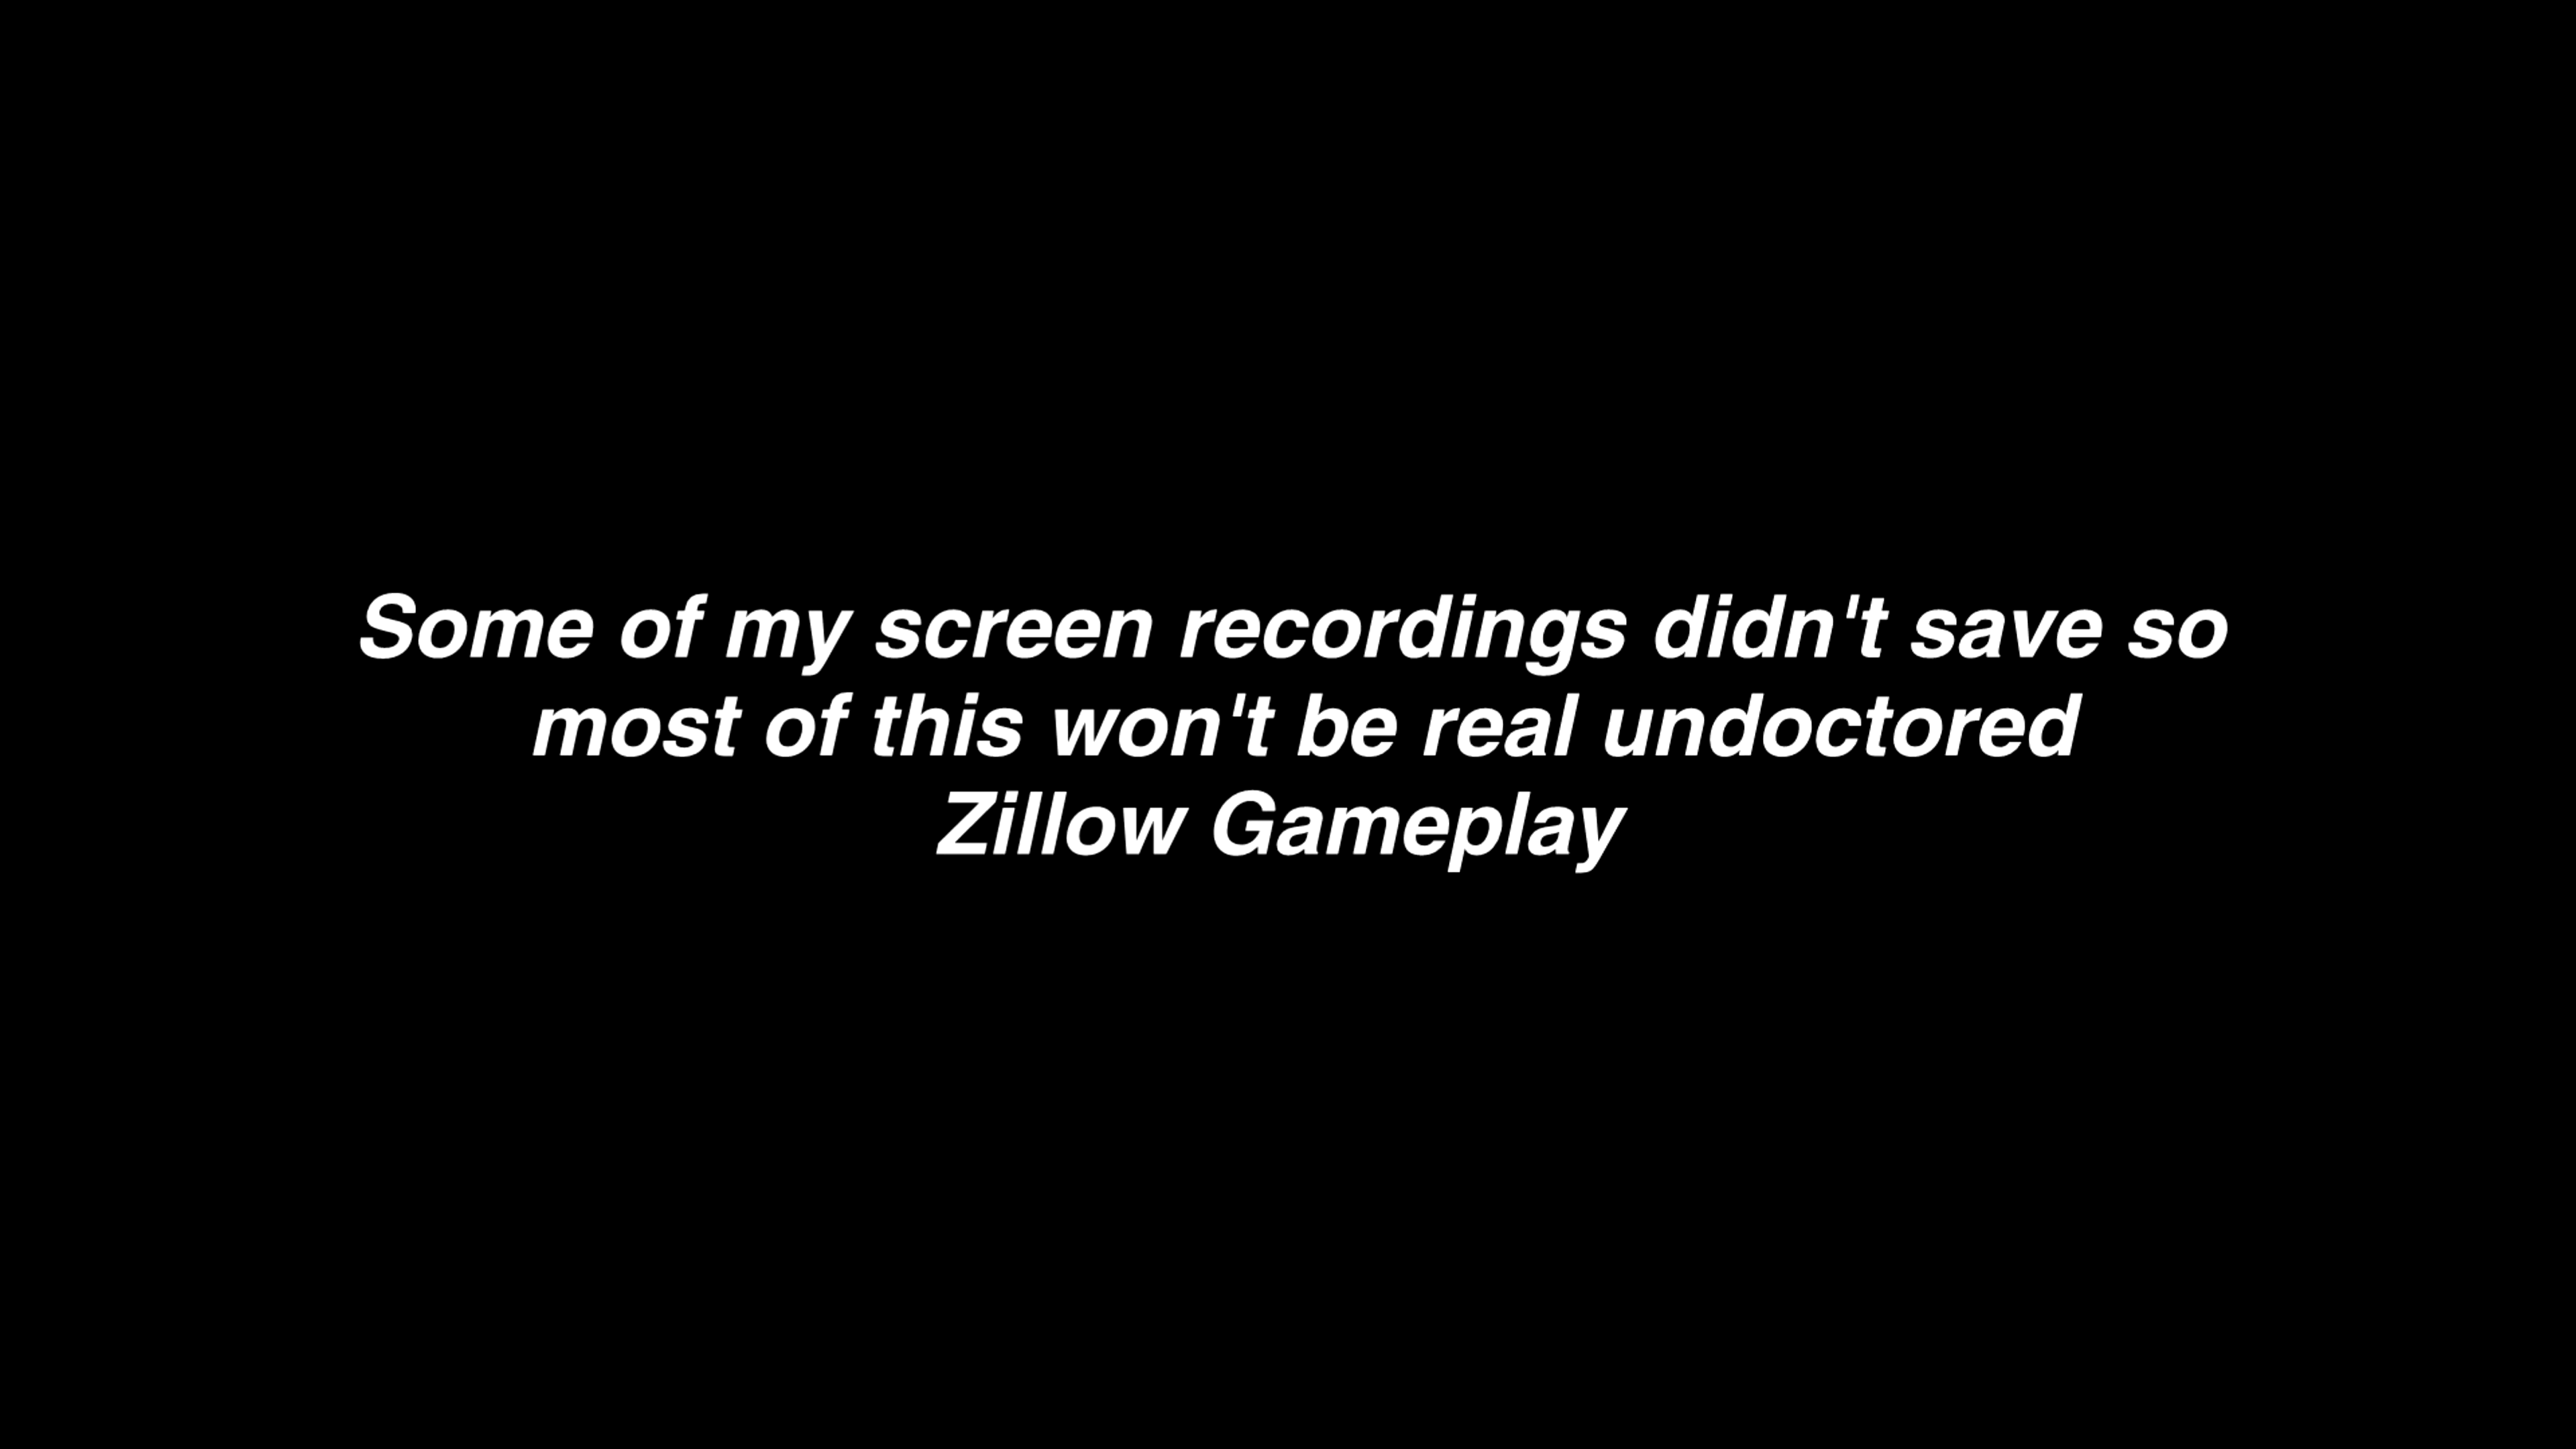 Some of my screen recordings didn't save so
most of this won't be real undoctored
Zillow Gameplay